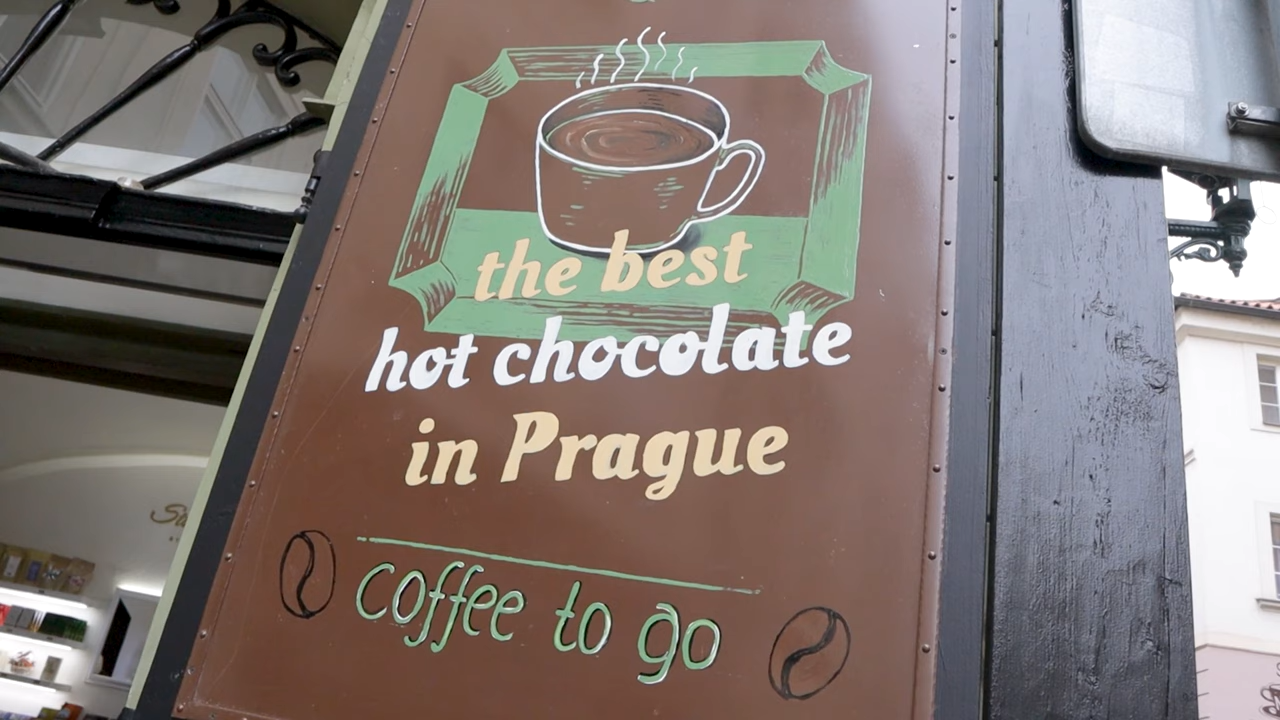 the best
hot chocolate
in Prague
coffee to go